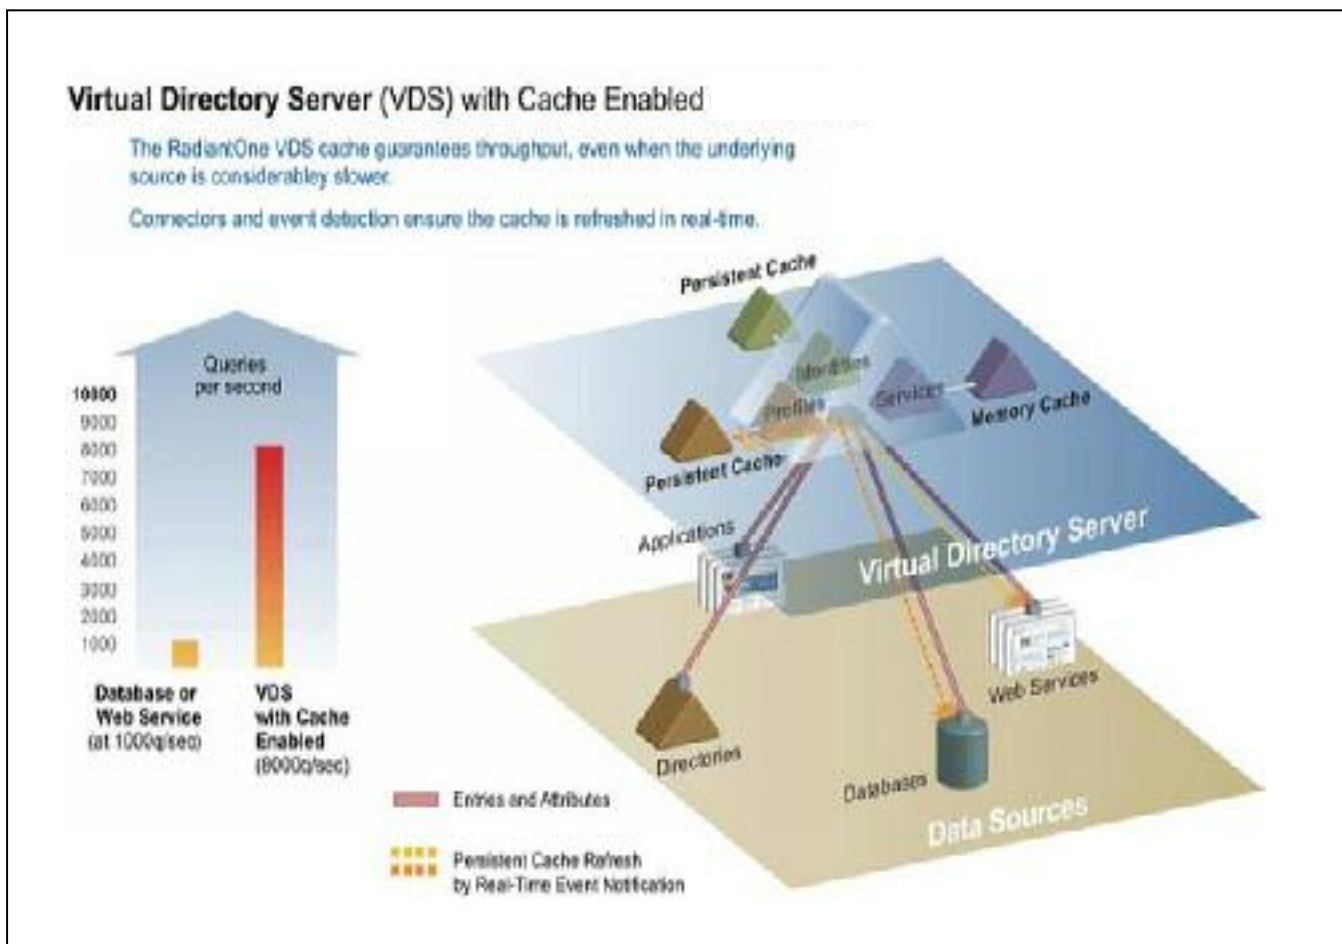 Virtual Directory Server (VDS) with Cache Enabled
The RadiantOne VDS cache guarantees throughput, even when the underlying
source is considerabley slower.
Connectors and event detection ensure the cache is refreshed in real-time.
Queries
per second
10000
9000
8000
7000
6000
5000
4000
3000
2000
1000
Database or
Web Service
(at 1000q/sec)
VDS
with Cache
Enabled
(8000q/sec)
Persistent Cache
Identities
Profiles
Services
Memory Cache
Persistent Cache
Applications
Virtual Directory Server
Web Services
Directories
Databases
Data Sources
Entries and Attributes
Persistent Cache Refresh
by Real-Time Event Notification